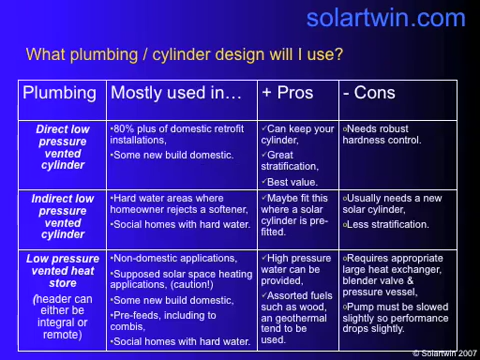 solartwin.com
What plumbing / cylinder design will I use?
Plumbing
Mostly used in…
+ Pros
- Cons
Direct low
pressure
vented
cylinder
•80% plus of domestic retrofit
installations,
•Some new build domestic.
✓Can keep your
cylinder,
✓Great
stratification,
✓Best value.
oNeeds robust
hardness control.
Indirect low
pressure
vented
cylinder
•Hard water areas where
homeowner rejects a softener,
•Social homes with hard water.
✓Maybe fit this
where a solar
cylinder is pre-
fitted.
oUsually needs a new
solar cylinder,
oLess stratification.
Low pressure
vented heat
store
(header can
either be
integral or
remote)
•Non-domestic applications,
•Supposed solar space heating
applications, (caution!)
•Some new build domestic,
•Pre-feeds, including to
combis,
•Social homes with hard water.
✓High pressure
water can be
provided,
✓Assorted fuels
such as wood,
an geothermal
tend to be
used.
oRequires appropriate
large heat exchanger,
blender valve &
pressure vessel,
oPump must be slowed
slightly so performance
drops slightly.
© Solartwin 2007